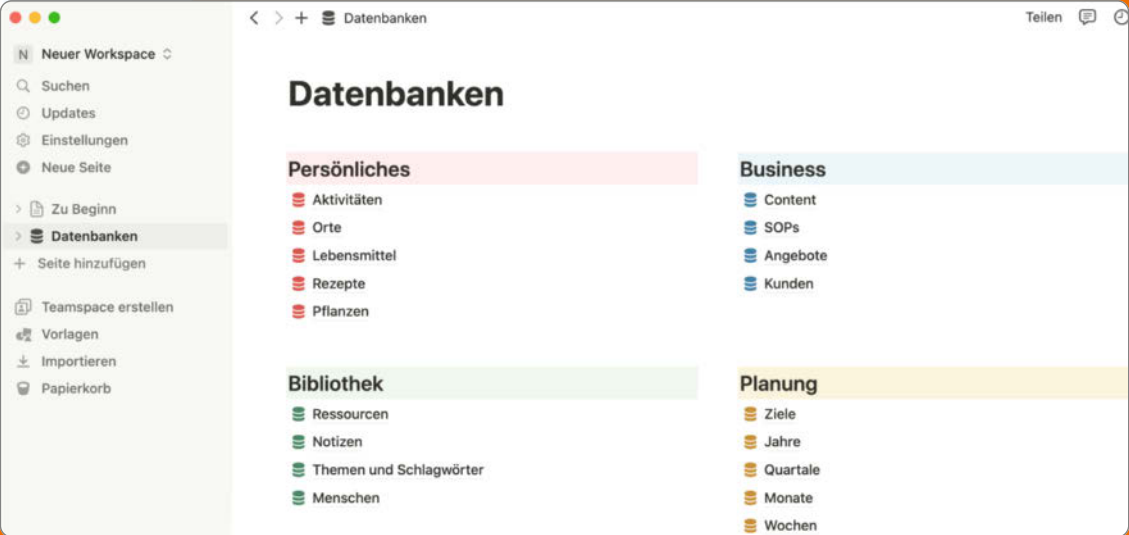 Datenbanken
Teilen
N Neuer Workspace
Suchen
Updates
Einstellungen
Neue Seite
Zu Beginn
Datenbanken
Seite hinzufügen
Teamspace erstellen
Vorlagen
Importieren
Papierkorb
Datenbanken
Persönliches
Aktivitäten
Orte
Lebensmittel
Rezepte
Pflanzen
Business
Content
SOPs
Angebote
Kunden
Bibliothek
Ressourcen
Notizen
Themen und Schlagwörter
Menschen
Planung
Ziele
Jahre
Quartale
Monate
Wochen